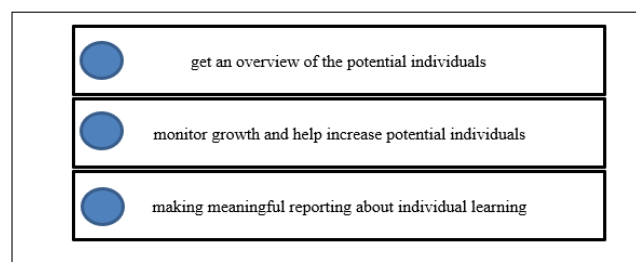 get an overview of the potential individuals
monitor growth and help increase potential individuals
making meaningful reporting about individual learning